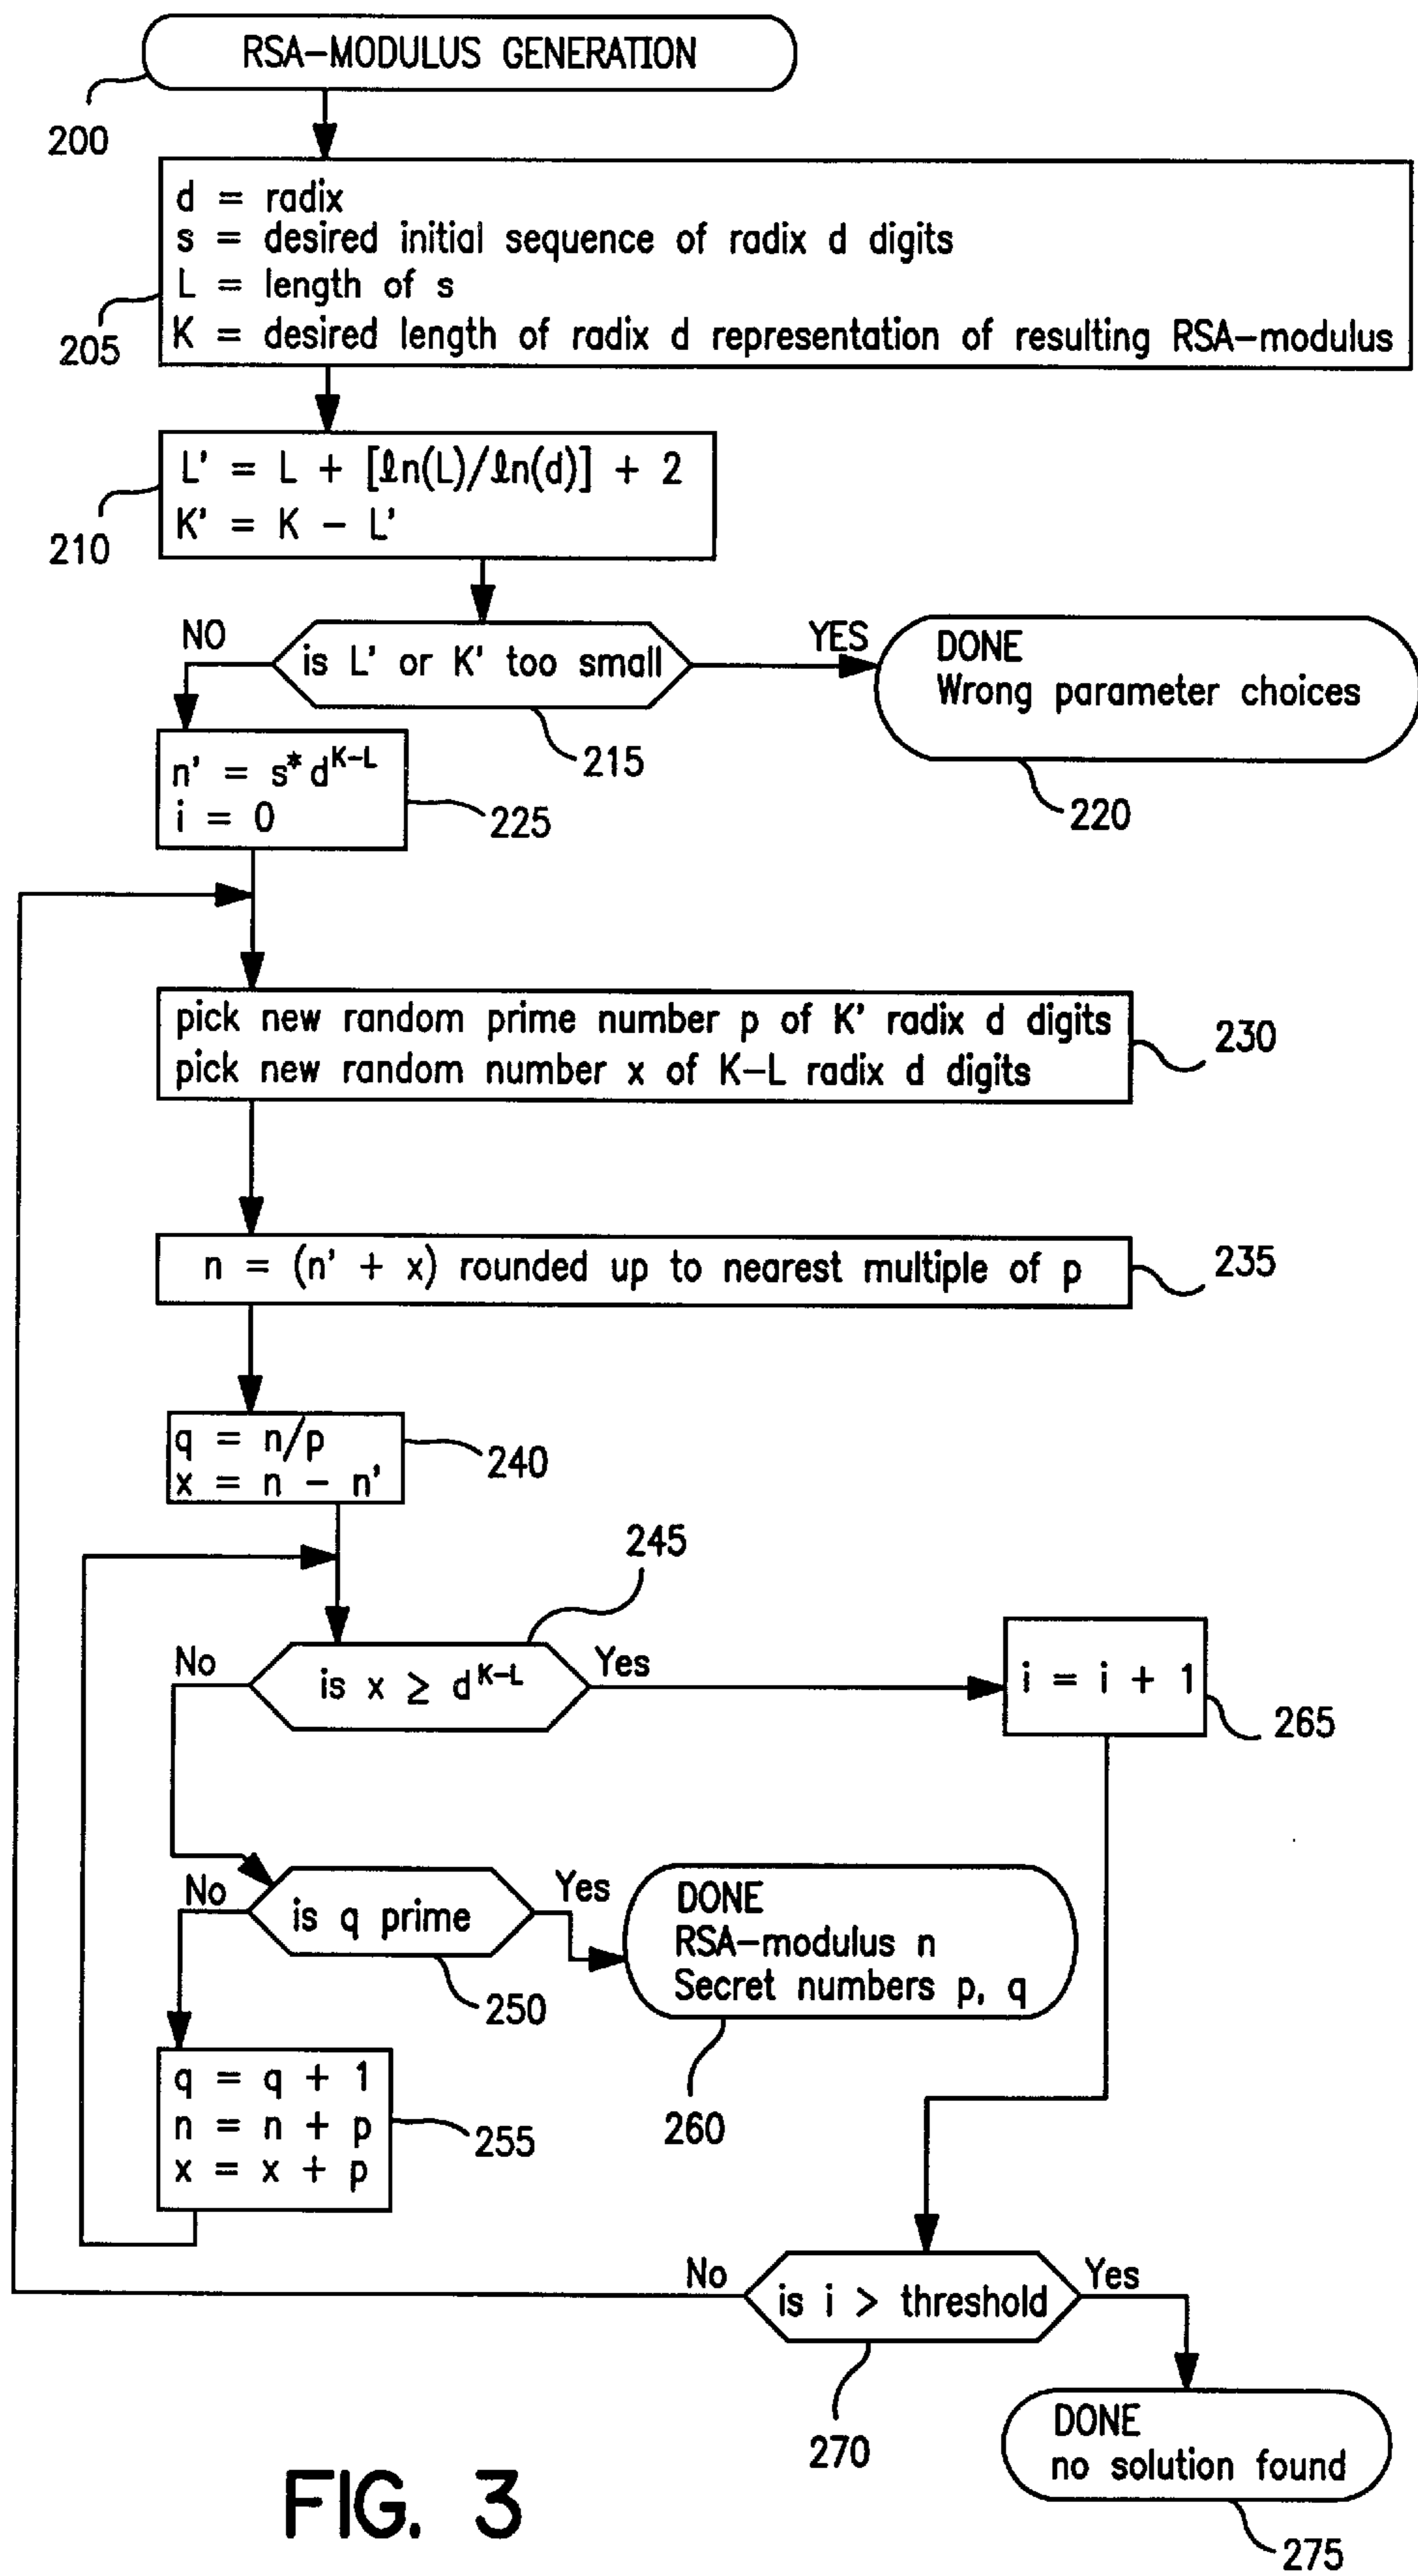 RSA-MODULUS GENERATION
200
d = radix
s = desired initial sequence of radix d digits
L = length of s
K = desired length of radix d representation of resulting RSA-modulus
205
L' = L + [ℓn(L)/ℓn(d)] + 2
K' = K - L'
210
NO
is L' or K' too small
YES
215
DONE
Wrong parameter choices
220
n' = s* d^K-L
i = 0
225
pick new random prime number p of K' radix d digits
pick new random number x of K-L radix d digits
230
n = (n' + x) rounded up to nearest multiple of p
235
q = n/p
x = n - n'
240
245
No
is x ≥ d^K-L
Yes
i = i + 1
265
No
is q prime
Yes
250
DONE
RSA-modulus n
Secret numbers p, q
260
q = q + 1
n = n + p
x = x + p
255
No
is i > threshold
Yes
270
DONE
no solution found
275
FIG. 3